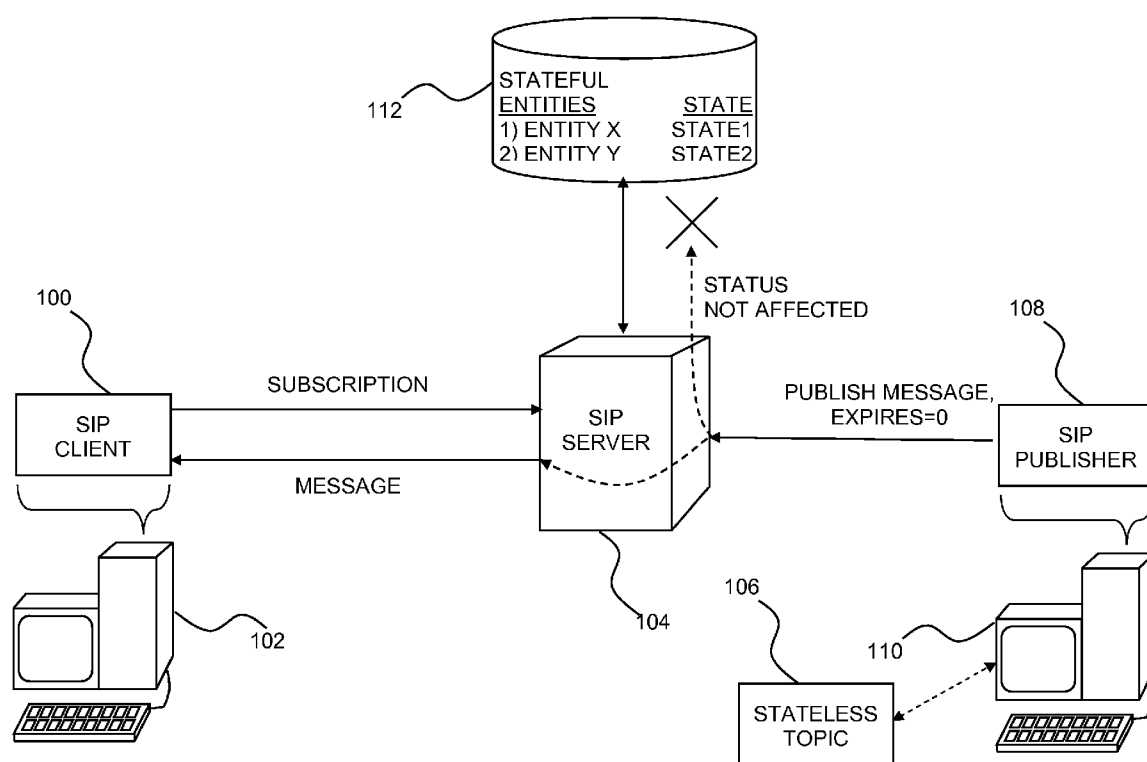 STATEFUL
ENTITIES STATE
1) ENTITY X STATE1
2) ENTITY Y STATE2
112
STATUS
NOT AFFECTED
100
108
SUBSCRIPTION
PUBLISH MESSAGE,
EXPIRES=0
SIP
CLIENT
SIP
SERVER
SIP
PUBLISHER
MESSAGE
102
104
106
110
STATELESS
TOPIC